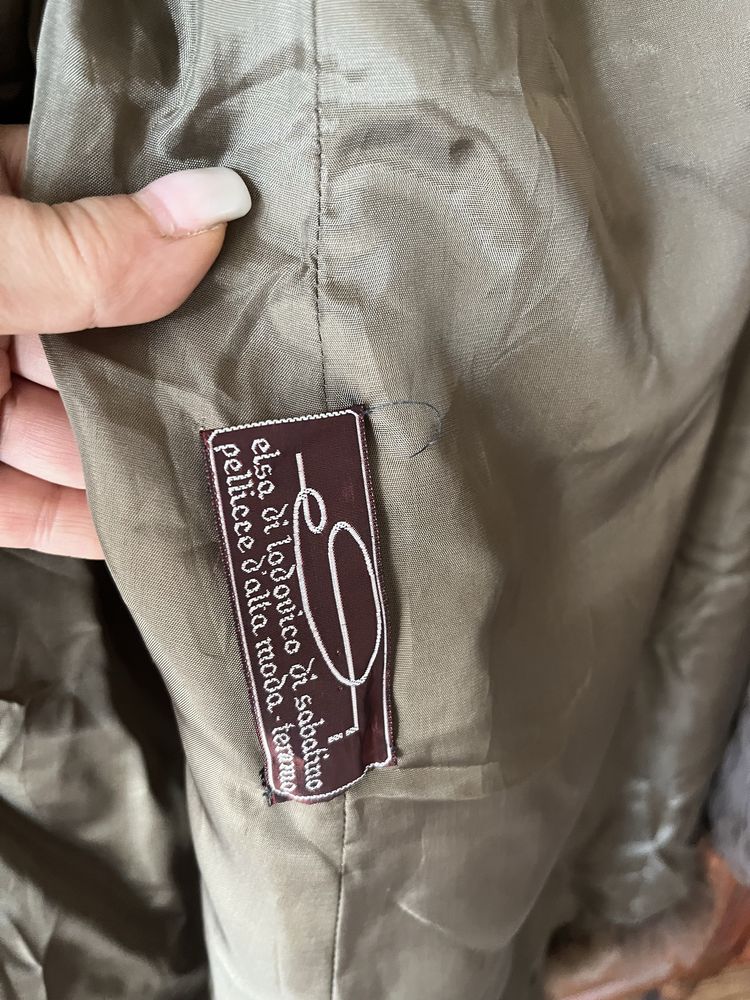 elsa di lodovico di sabatino
pellicce d'alta moda - teramo